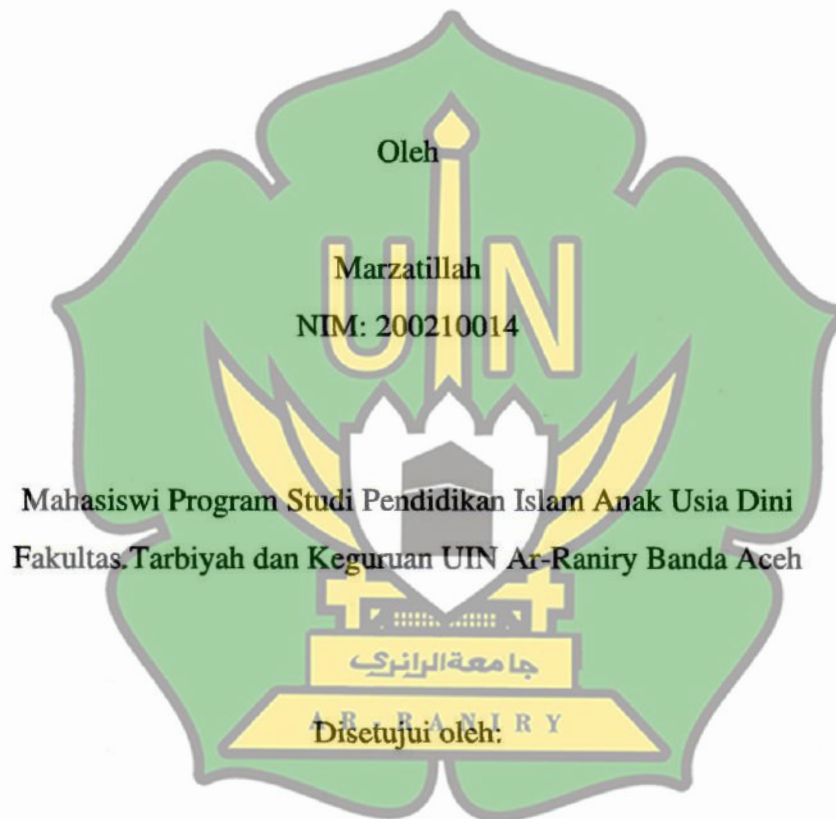 Oleh
UIN
Marzatillah
NIM: 200210014
Mahasiswi Program Studi Pendidikan Islam Anak Usia Dini
Fakultas.Tarbiyah dan Keguruan UIN Ar-Raniry Banda Aceh
جامعة الرانري
AR-RANIRY
Disetujui oleh: